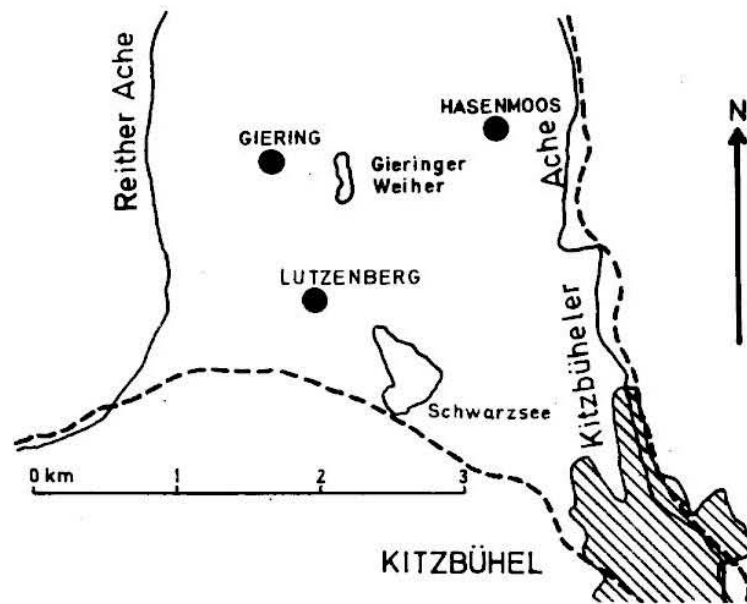 Reither Ache
GIERING
HASENMOOS
Gieringer
Weiher
N
Kitzbüheler Ache
LUTZENBERG
Schwarzsee
0 km 1 2 3
KITZBÜHEL